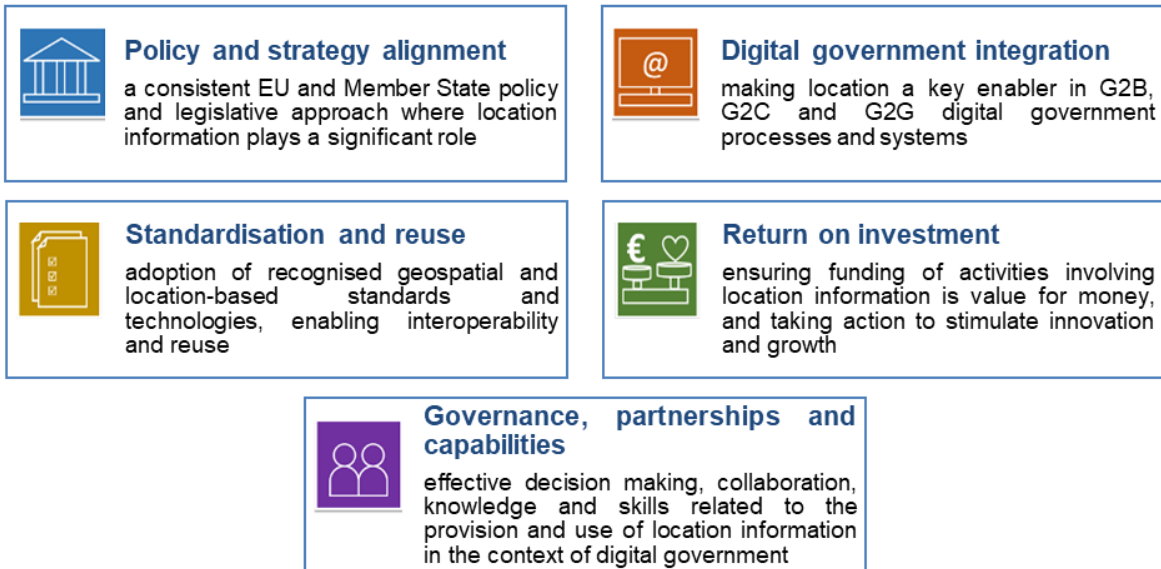 Policy and strategy alignment
a consistent EU and Member State policy
and legislative approach where location
information plays a significant role
@
Digital government integration
making location a key enabler in G2B,
G2C and G2G digital government
processes and systems
Standardisation and reuse
adoption of recognised geospatial and
location-based standards and
technologies, enabling interoperability
and reuse
€
Return on investment
ensuring funding of activities involving
location information is value for money,
and taking action to stimulate innovation
and growth
Governance, partnerships and
capabilities
effective decision making, collaboration,
knowledge and skills related to the
provision and use of location information
in the context of digital government